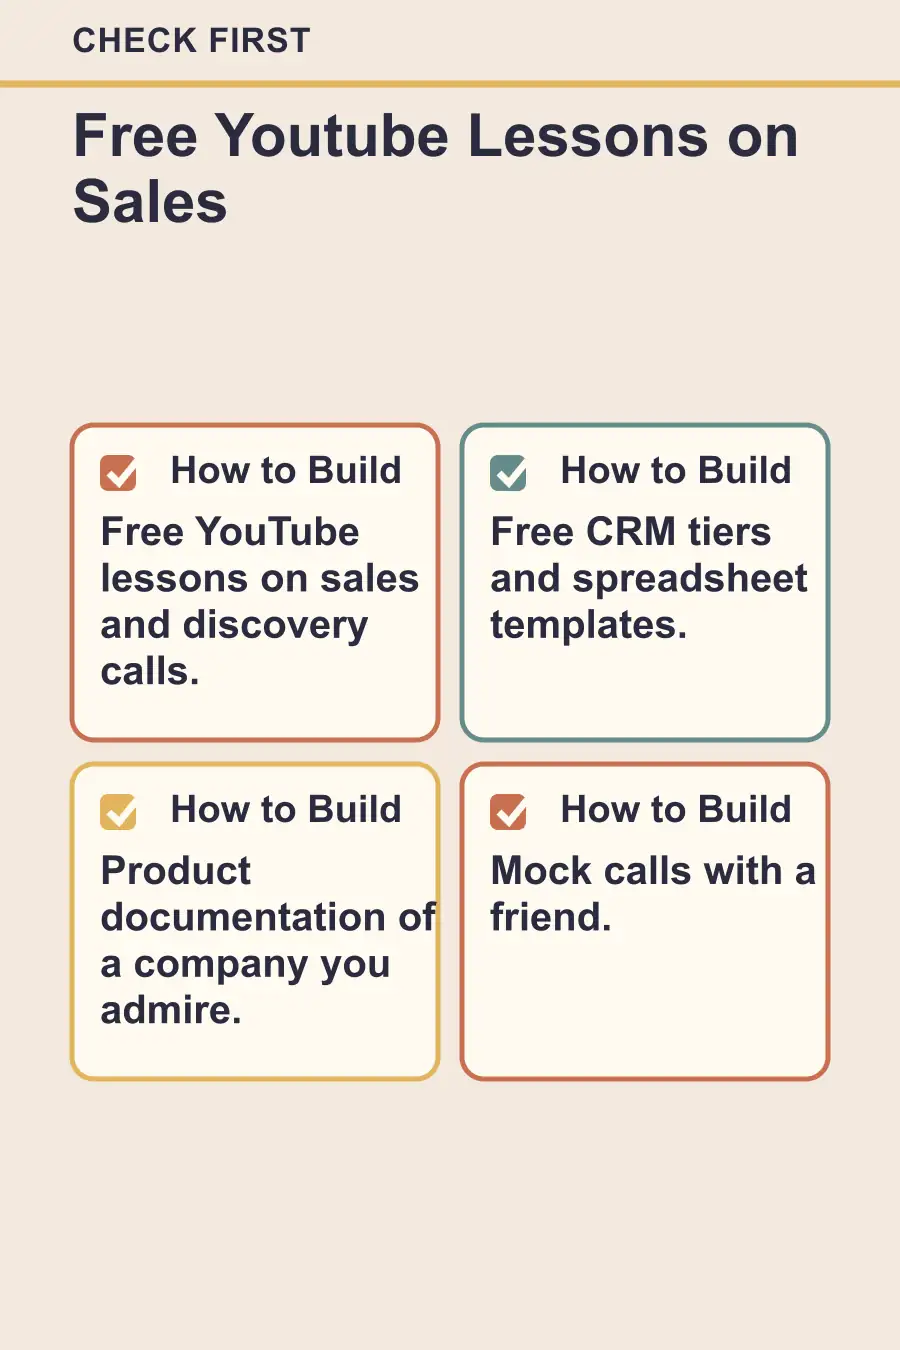 CHECK FIRST
Free Youtube Lessons on
Sales
How to Build
Free YouTube
lessons on sales
and discovery
calls.
How to Build
Free CRM tiers
and spreadsheet
templates.
How to Build
Product
documentation of
a company you
admire.
How to Build
Mock calls with a
friend.